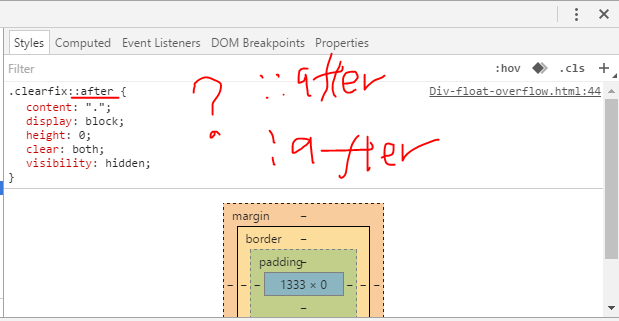 Styles Computed Event Listeners DOM Breakpoints Properties
Filter :hov .cls +
.clearfix::after { Div-float-overflow.html:44
content: ".";
display: block;
height: 0;
clear: both;
visibility: hidden;
}
? ::after
:after
margin –
border –
padding–
– – – 1333 × 0 – – –
–